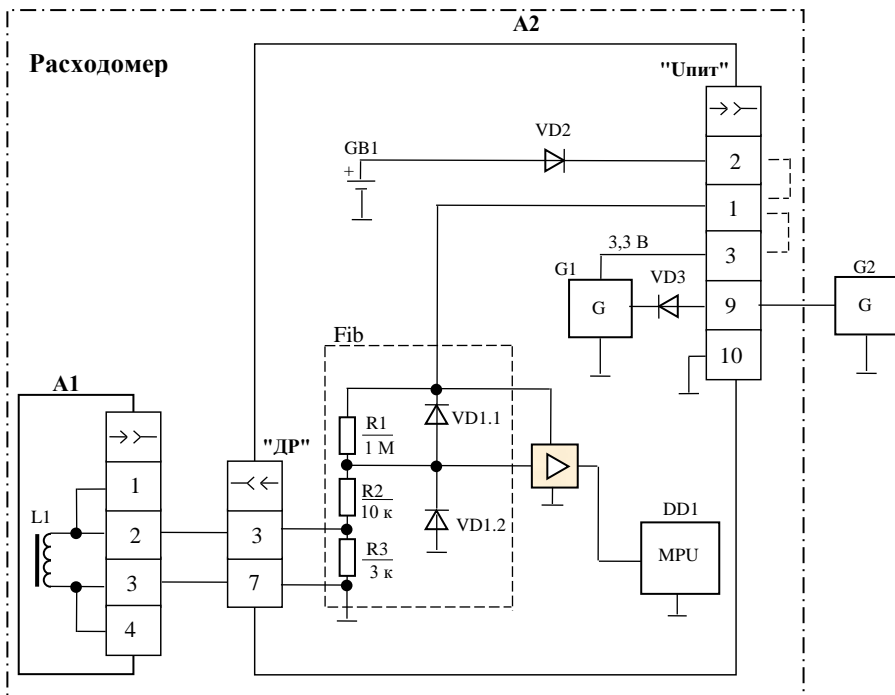 A2
Расходомер
"Uпит"
VD2
GB1
+
2
1
3,3 В
3
G1
VD3
G2
G
9
G
10
Fib
A1
R1
1 М
VD1.1
"ДР"
1
L1
R2
10 к
VD1.2
DD1
2
3
R3
3 к
MPU
3
7
4